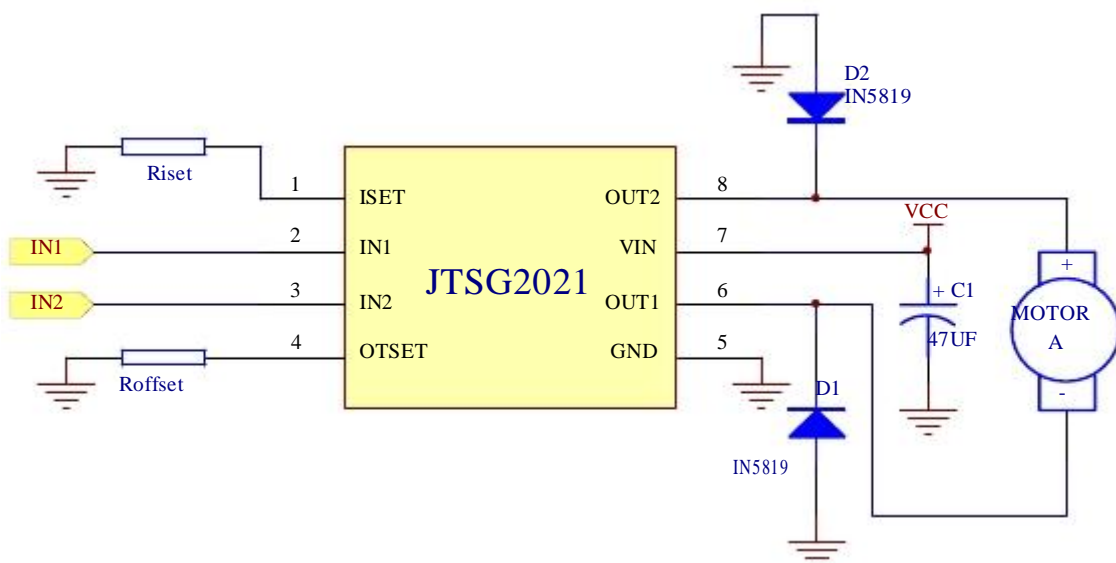 D2
IN5819
Riset
1
ISET
OUT2
8
VCC
IN1
2
IN1
VIN
7
+
JTSG2021
IN2
3
IN2
OUT1
6
+ C1
MOTOR
A
47UF
4
OTSET
GND
5
Roffset
D1
-
IN5819